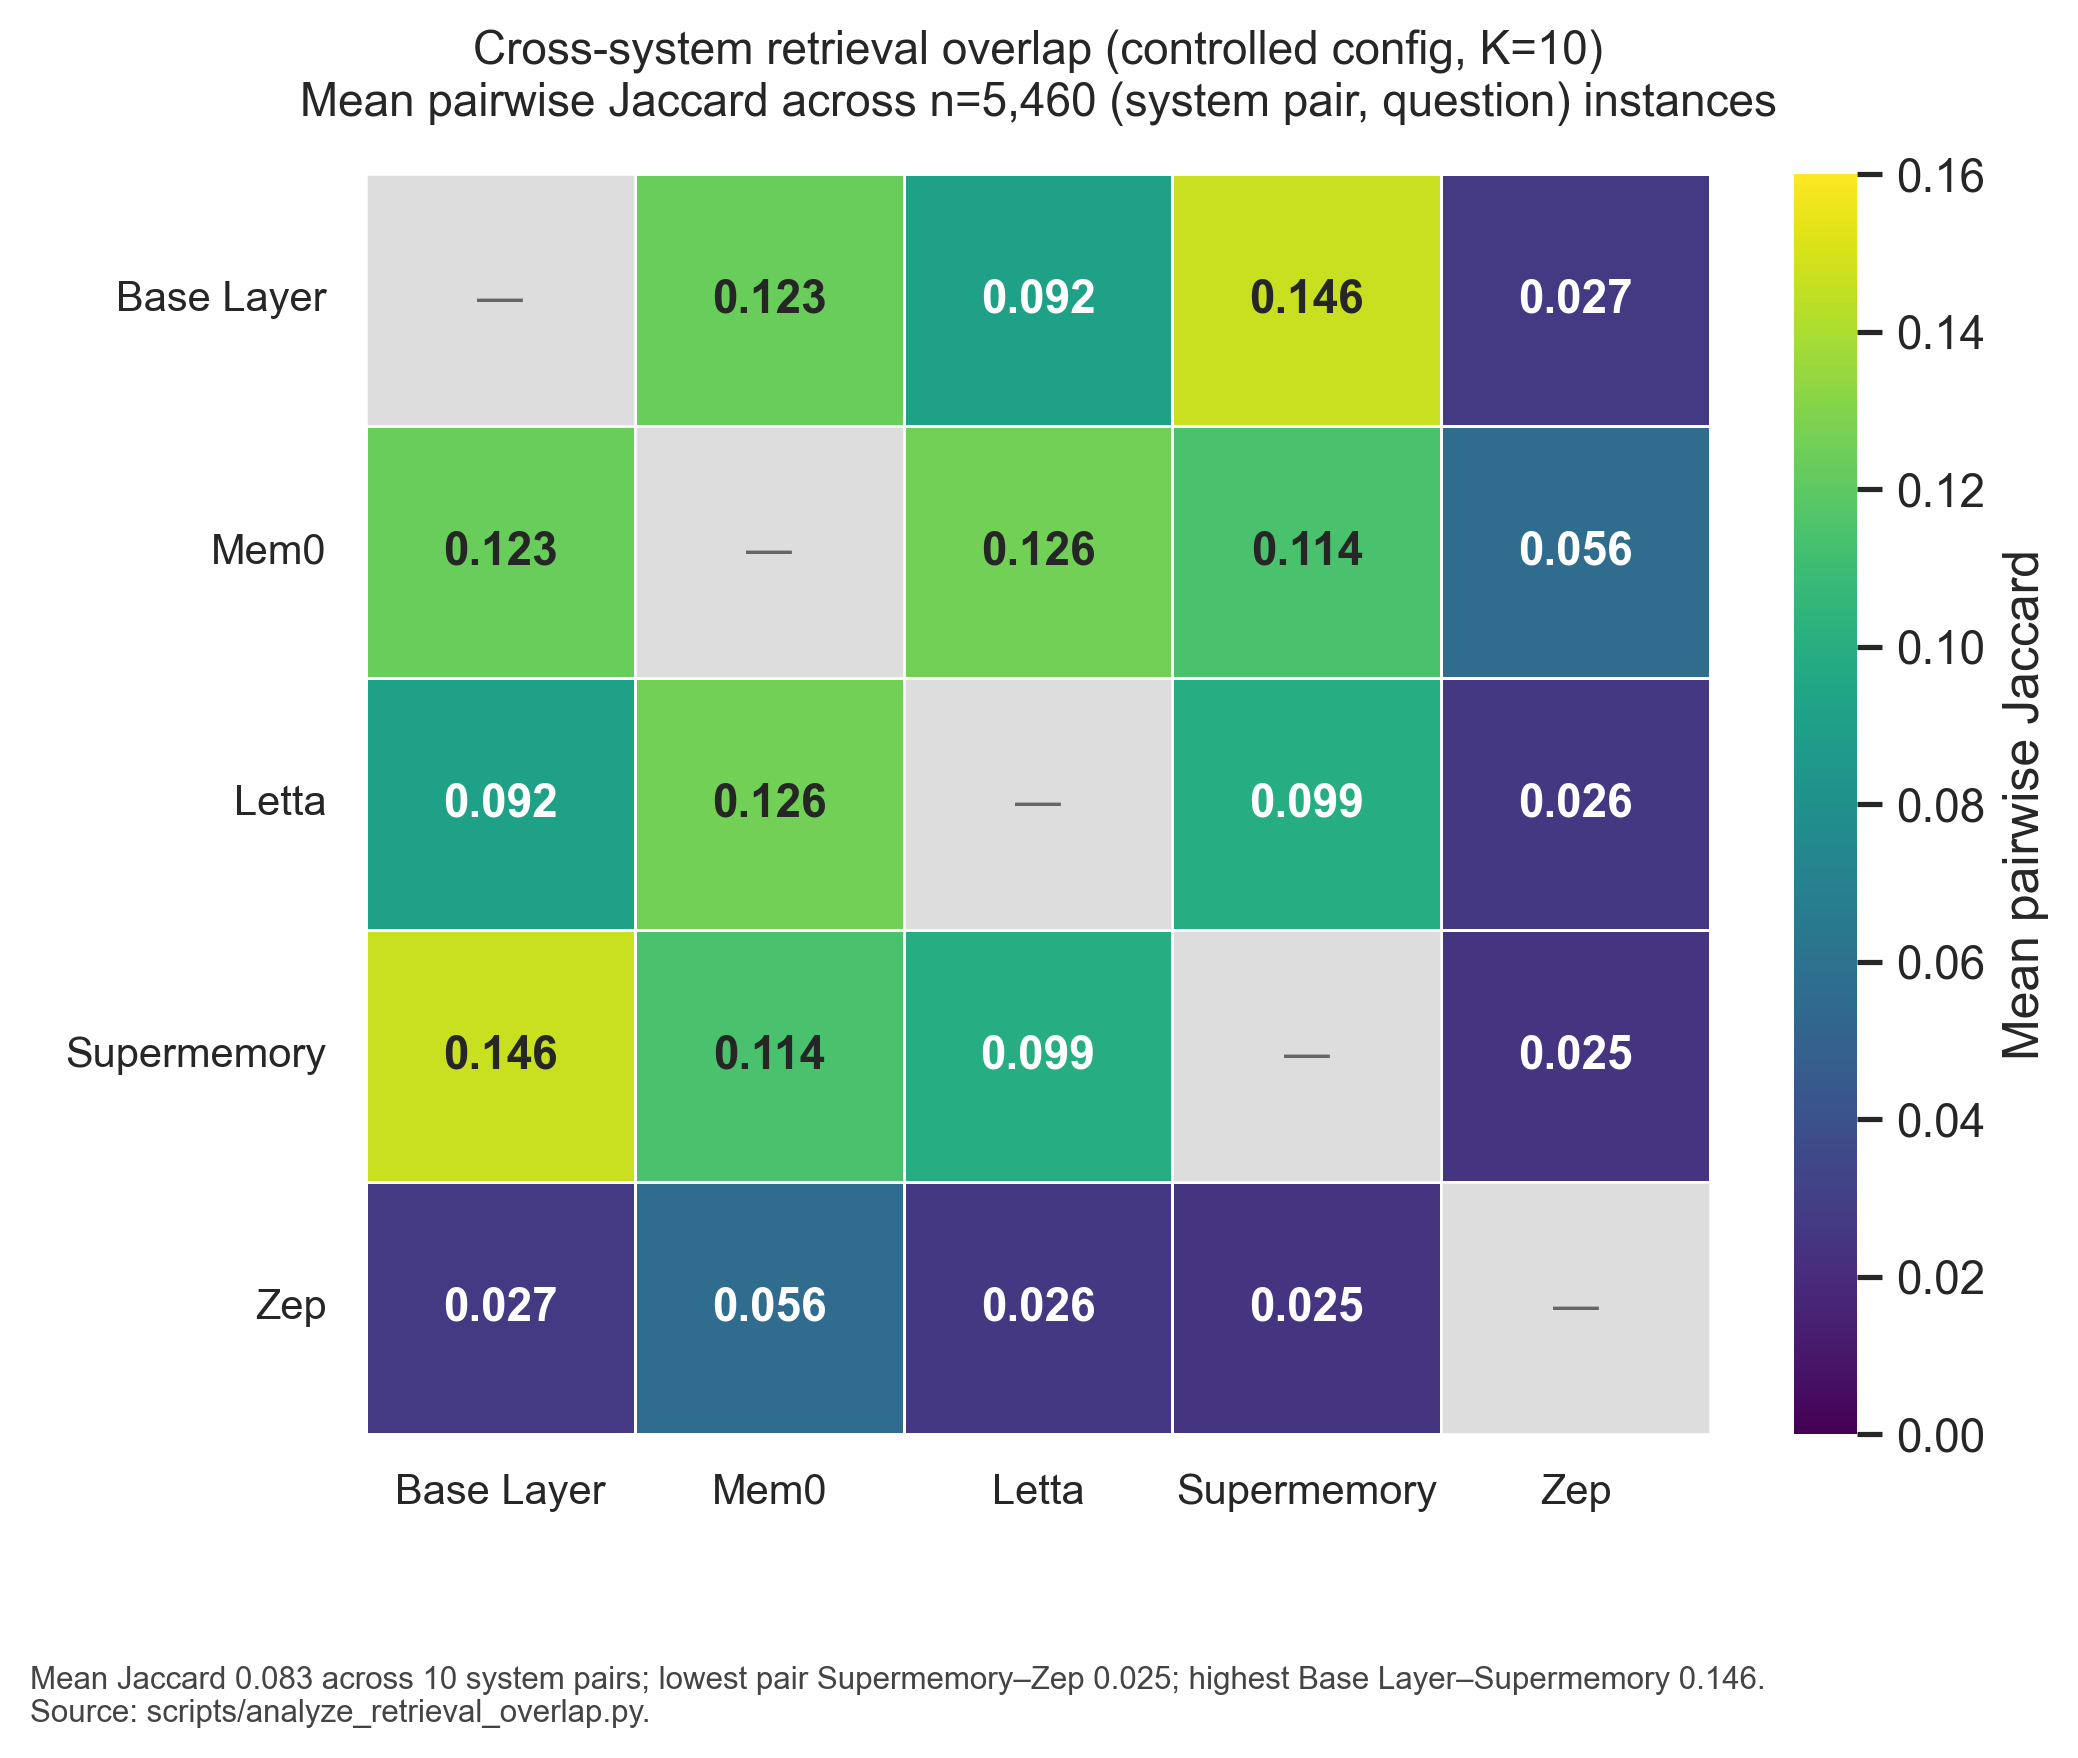 Cross-system retrieval overlap (controlled config, K=10)
Mean pairwise Jaccard across n=5,460 (system pair, question) instances
Base Layer — 0.123 0.092 0.146 0.027
Mem0 0.123 — 0.126 0.114 0.056
Letta 0.092 0.126 — 0.099 0.026
Supermemory 0.146 0.114 0.099 — 0.025
Zep 0.027 0.056 0.026 0.025 —
Base Layer Mem0 Letta Supermemory Zep
0.16
0.14
0.12
0.10
0.08
0.06
0.04
0.02
0.00
Mean pairwise Jaccard
Mean Jaccard 0.083 across 10 system pairs; lowest pair Supermemory–Zep 0.025; highest Base Layer–Supermemory 0.146.
Source: scripts/analyze_retrieval_overlap.py.